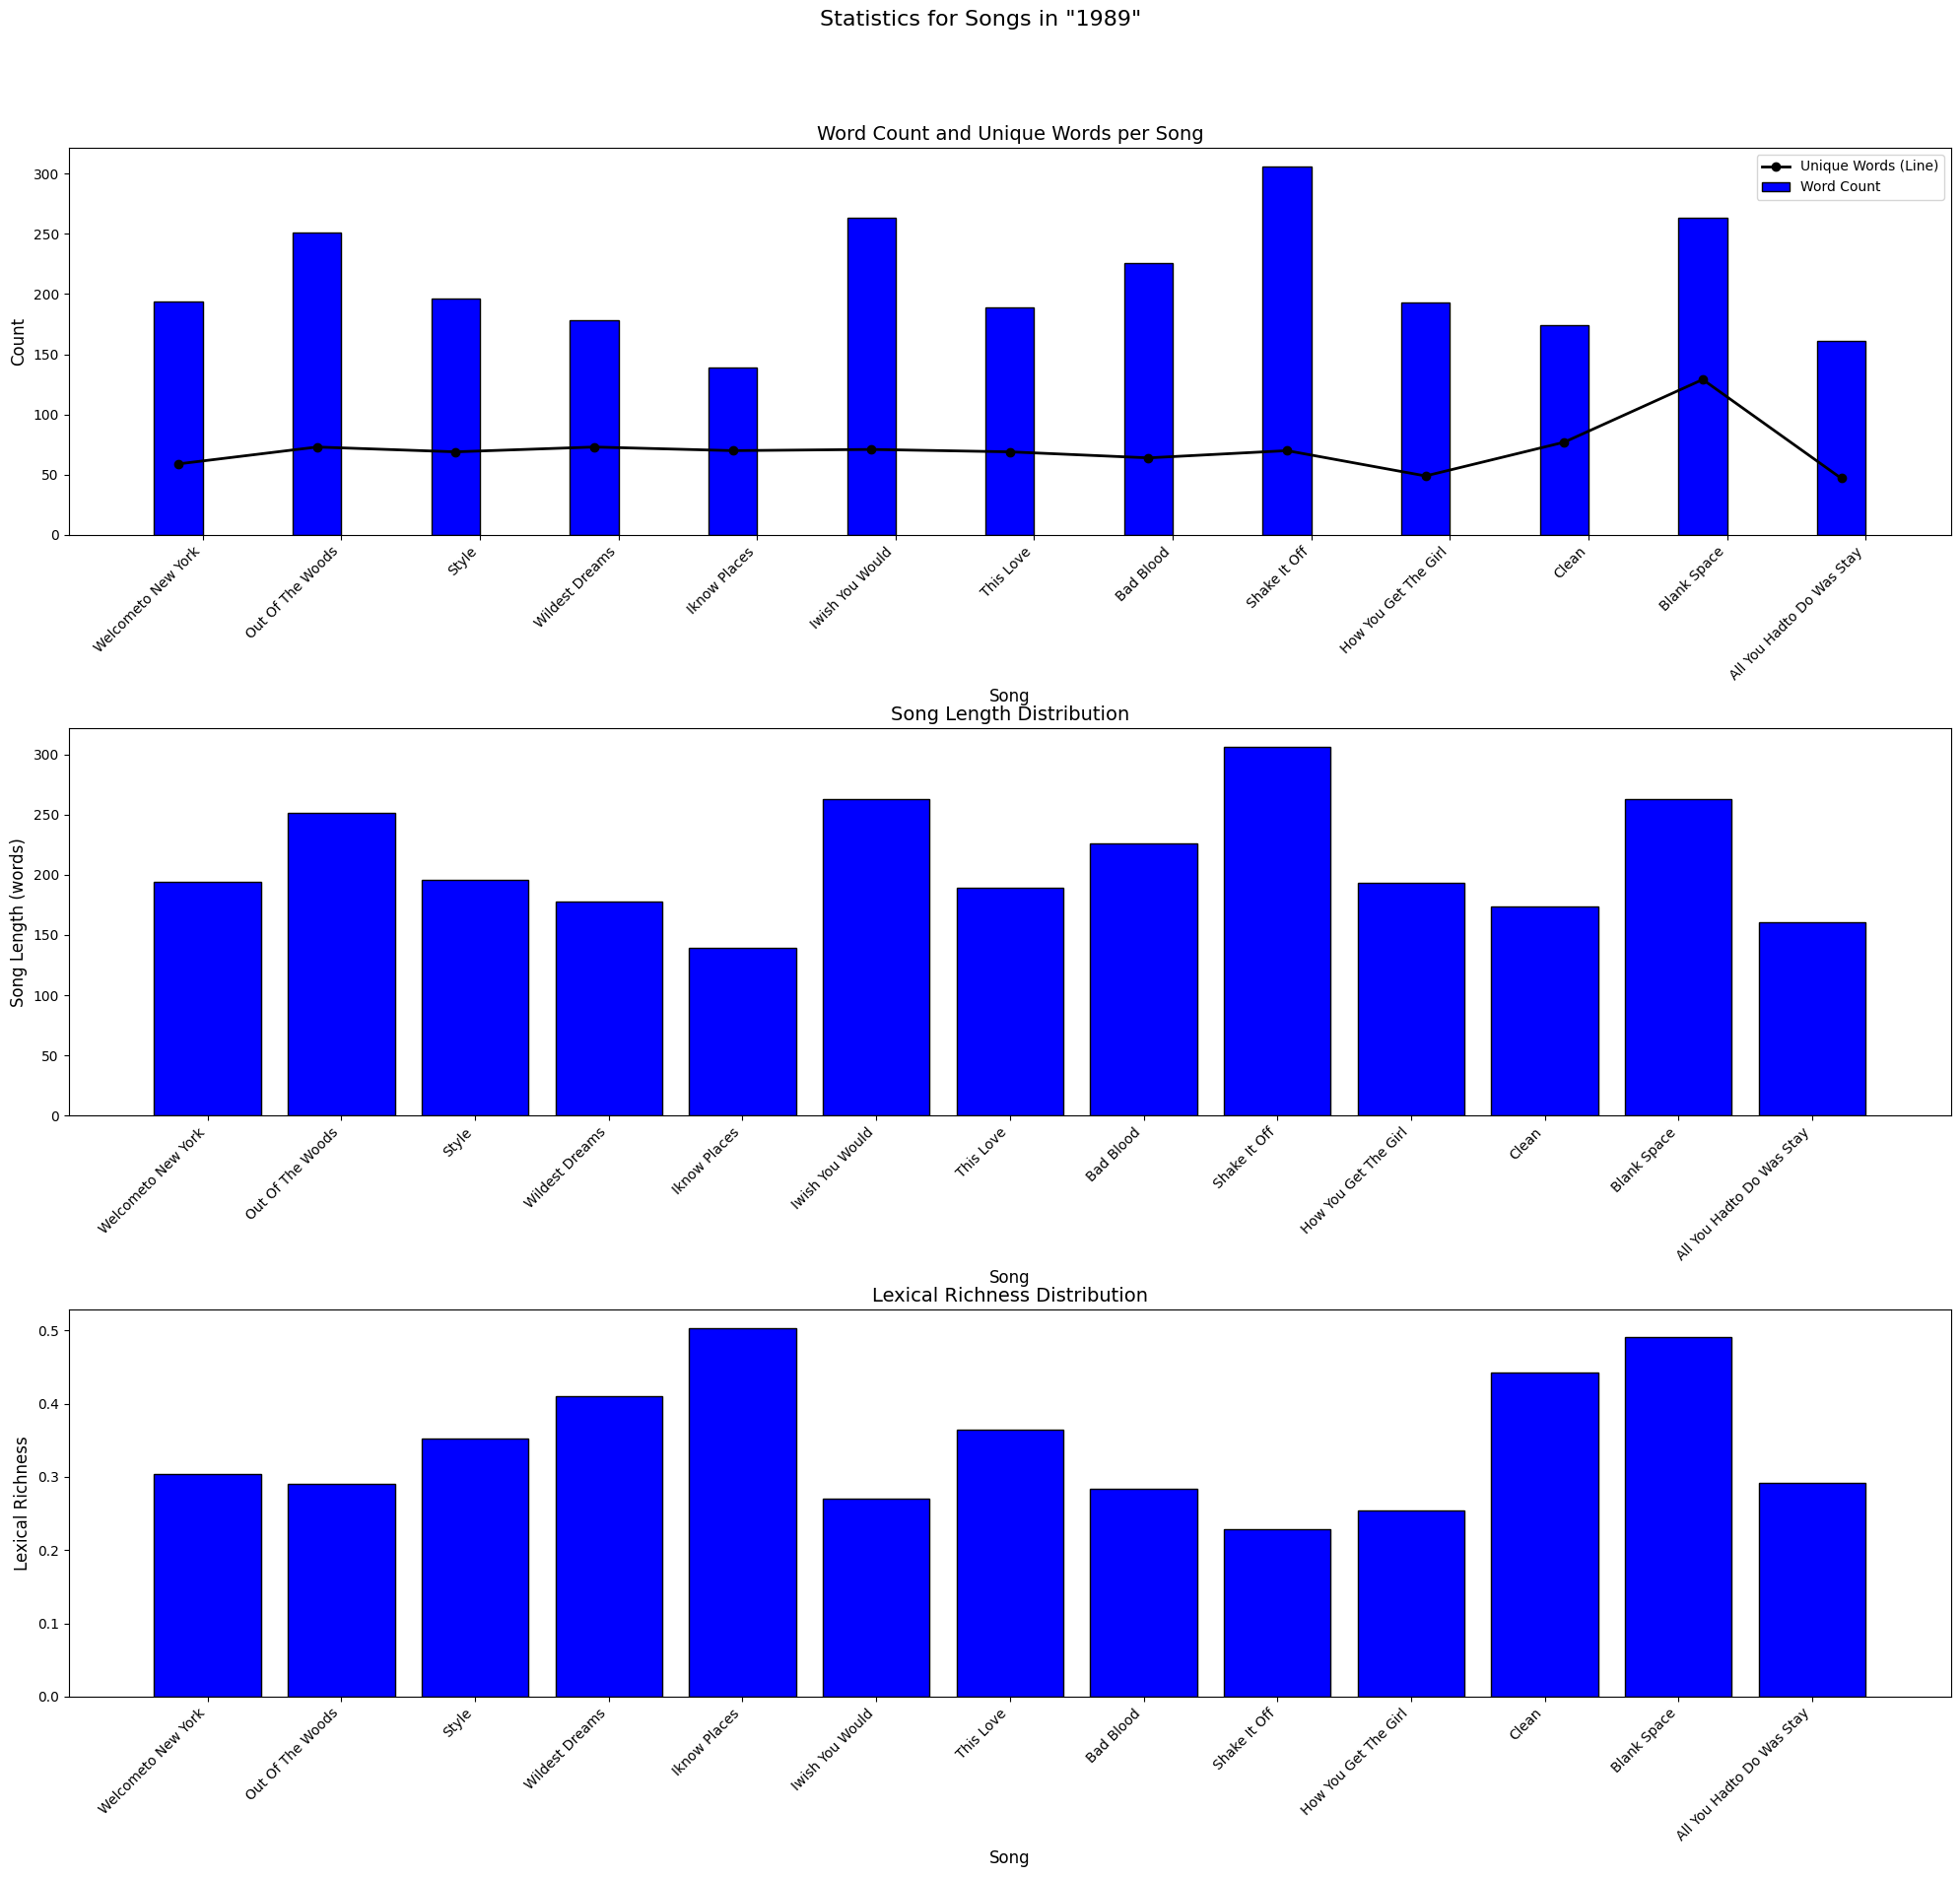 Statistics for Songs in "1989"
Word Count and Unique Words per Song
Unique Words (Line)
Word Count
Count
300
250
200
150
100
50
0
Welcometo New York
Out Of The Woods
Style
Wildest Dreams
Iknow Places
Iwish You Would
This Love
Bad Blood
Shake It Off
How You Get The Girl
Clean
Blank Space
All You Hadto Do Was Stay
Song
Song Length Distribution
Song Length (words)
300
250
200
150
100
50
0
Welcometo New York
Out Of The Woods
Style
Wildest Dreams
Iknow Places
Iwish You Would
This Love
Bad Blood
Shake It Off
How You Get The Girl
Clean
Blank Space
All You Hadto Do Was Stay
Song
Lexical Richness Distribution
Lexical Richness
0.5
0.4
0.3
0.2
0.1
0.0
Welcometo New York
Out Of The Woods
Style
Wildest Dreams
Iknow Places
Iwish You Would
This Love
Bad Blood
Shake It Off
How You Get The Girl
Clean
Blank Space
All You Hadto Do Was Stay
Song